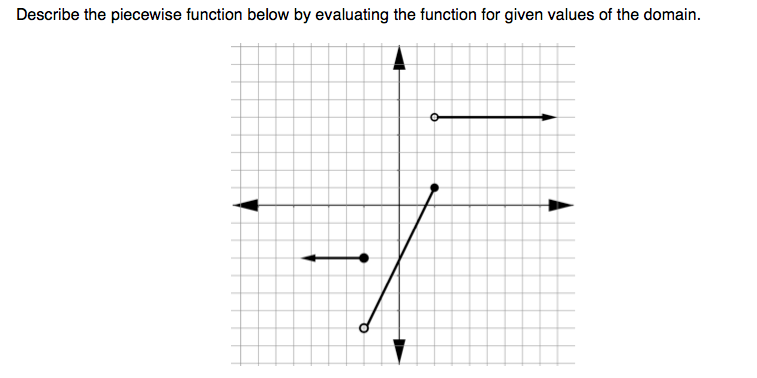 Describe the piecewise function below by evaluating the function for given values of the domain.